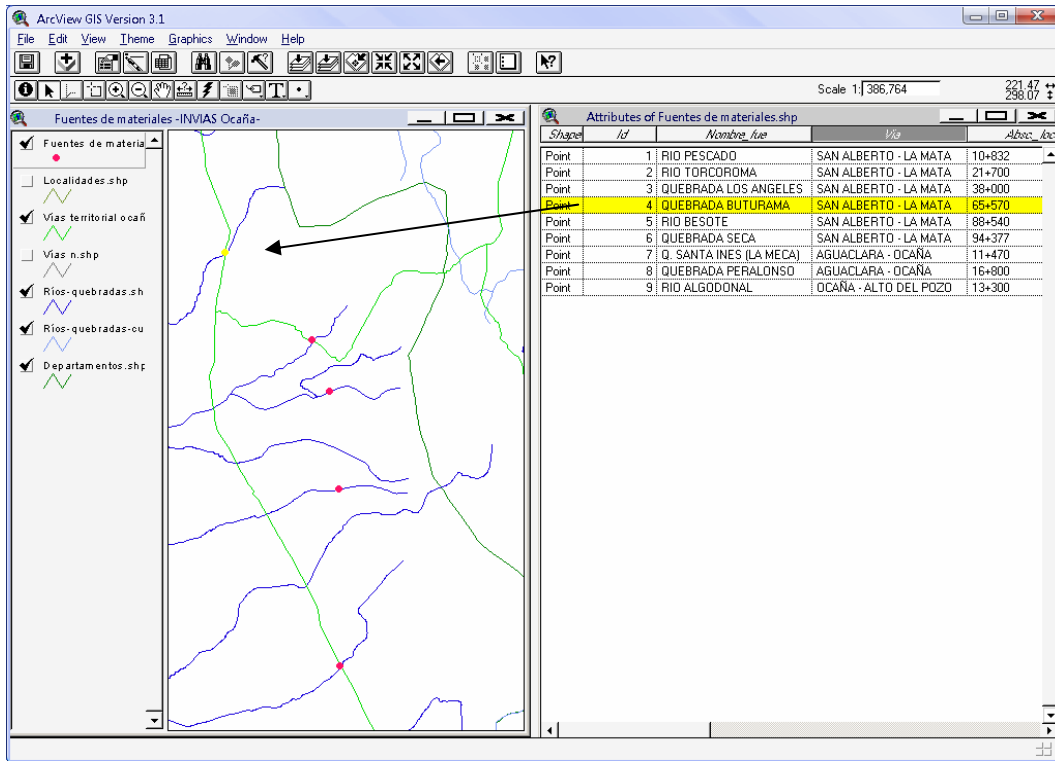 ArcView GIS Version 3.1
File Edit View Theme Graphics Window Help
Scale 1: 386,764
221.47
298.07
Fuentes de materiales -INVIAS Ocaña-
Fuentes de materia
Localidades.shp
Vías territorial ocañ
Vías n.shp
Ríos-quebradas.sh
Ríos-quebradas-cu
Departamentos.shp
Attributes of Fuentes de materiales.shp
Shape Id Nombre_fue Vía Absc_loc
Point 1 RIO PESCADO SAN ALBERTO - LA MATA 10+832
Point 2 RIO TORCOROMA SAN ALBERTO - LA MATA 21+700
Point 3 QUEBRADA LOS ANGELES SAN ALBERTO - LA MATA 38+000
Point 4 QUEBRADA BUTURAMA SAN ALBERTO - LA MATA 65+570
Point 5 RIO BESOTE SAN ALBERTO - LA MATA 88+540
Point 6 QUEBRADA SECA SAN ALBERTO - LA MATA 94+377
Point 7 Q. SANTA INES (LA MECA) AGUACLARA - OCAÑA 11+470
Point 8 QUEBRADA PERALONSO AGUACLARA - OCAÑA 16+800
Point 9 RIO ALGODONAL OCAÑA - ALTO DEL POZO 13+300